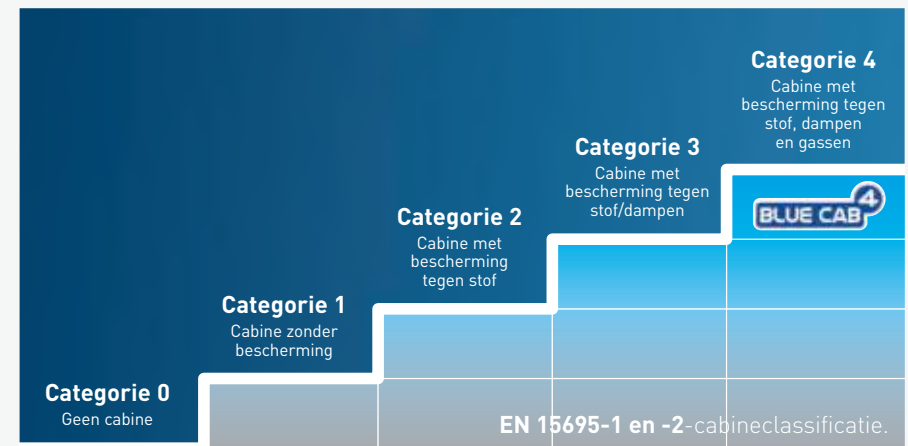 Categorie 4
Cabine met
bescherming tegen
stof, dampen
en gassen
Categorie 3
Cabine met
bescherming tegen
stof/dampen
BLUE CAB 4
Categorie 2
Cabine met
bescherming
tegen stof
Categorie 1
Cabine zonder
bescherming
Categorie 0
Geen cabine
EN 15695-1 en -2-cabineclassificatie.